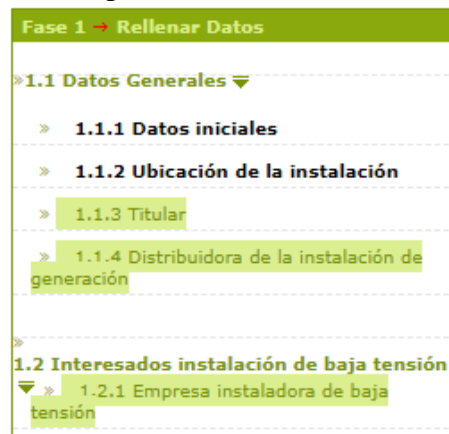 Fase 1 → Rellenar Datos
»1.1 Datos Generales
» 1.1.1 Datos iniciales
» 1.1.2 Ubicación de la instalación
» 1.1.3 Titular
» 1.1.4 Distribuidora de la instalación de
generación
»
1.2 Interesados instalación de baja tensión
» 1.2.1 Empresa instaladora de baja
tensión